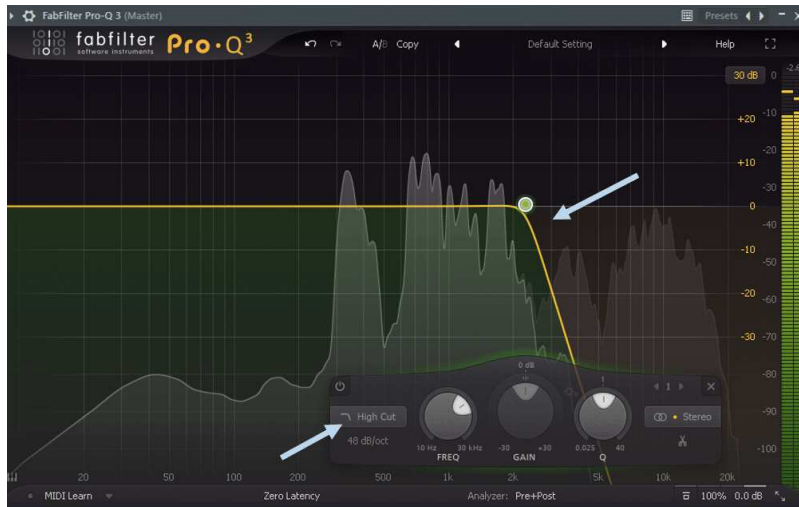 FabFilter Pro-Q 3 (Master) Presets
fabfilter Pro·Q3 A/B Copy Default Setting Help
software instruments
30 dB 0
+20 -10
-20
+10
-30
0
-40
-10
-50
-20 -60
-30 -70
-80
-90
-100
0 dB
1
High Cut Stereo
48 dB/oct
10 Hz 30 kHz -30 +30 0.025 40
FREQ GAIN Q
20 50 100 200 500 1k 2k 5k 10k 20k
MIDI Learn Zero Latency Analyzer: Pre+Post 100% 0.0 dB